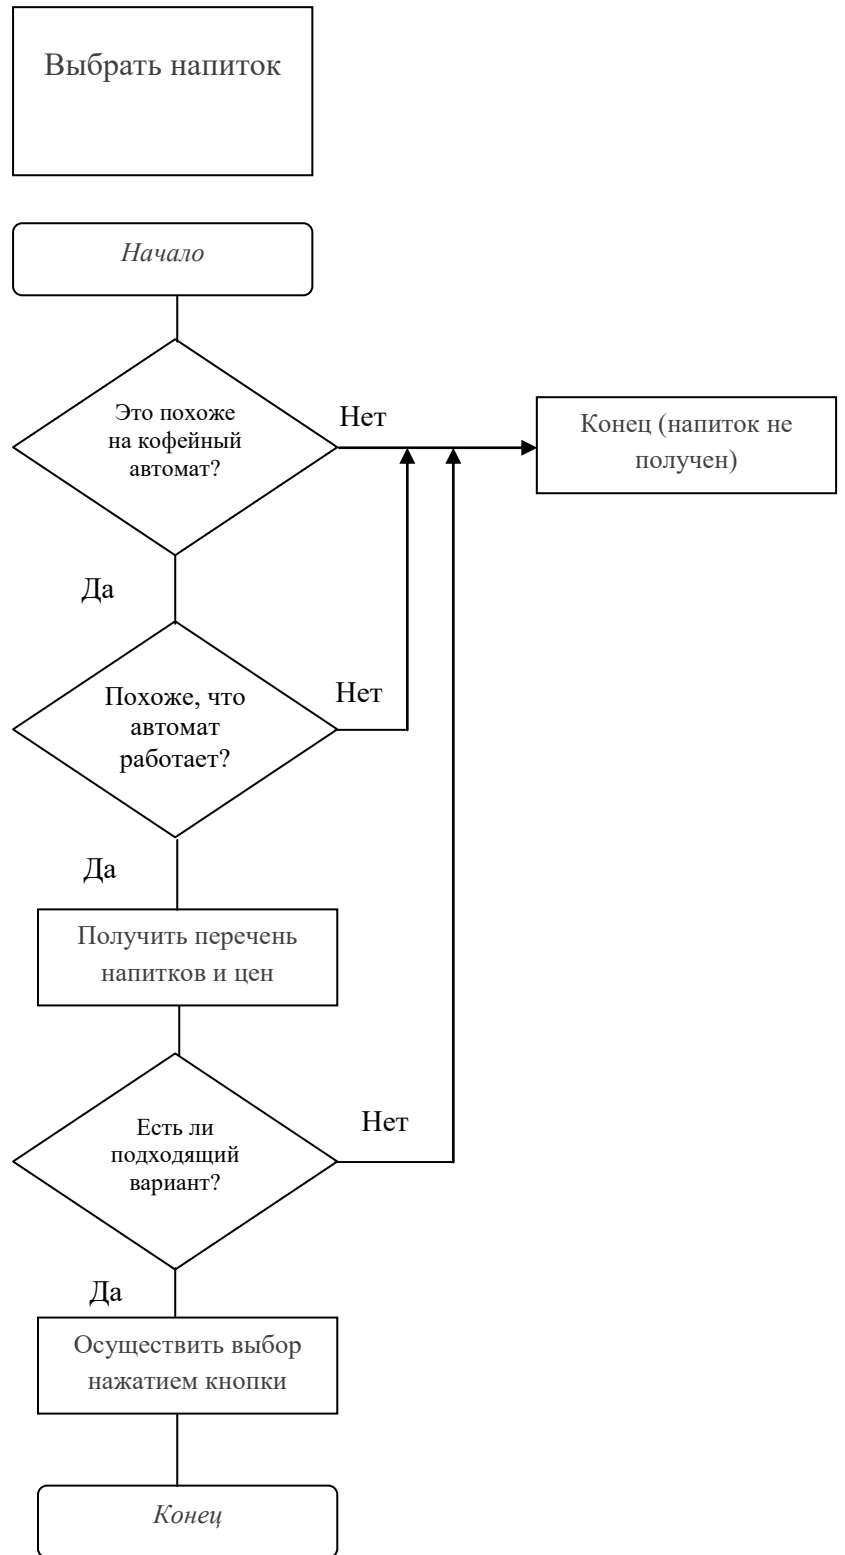 Выбрать напиток
Начало
Это похоже
на кофейный
автомат?
Нет
Конец (напиток не
получен)
Да
Похоже, что
автомат
работает?
Нет
Да
Получить перечень
напитков и цен
Есть ли
подходящий
вариант?
Нет
Да
Осуществить выбор
нажатием кнопки
Конец